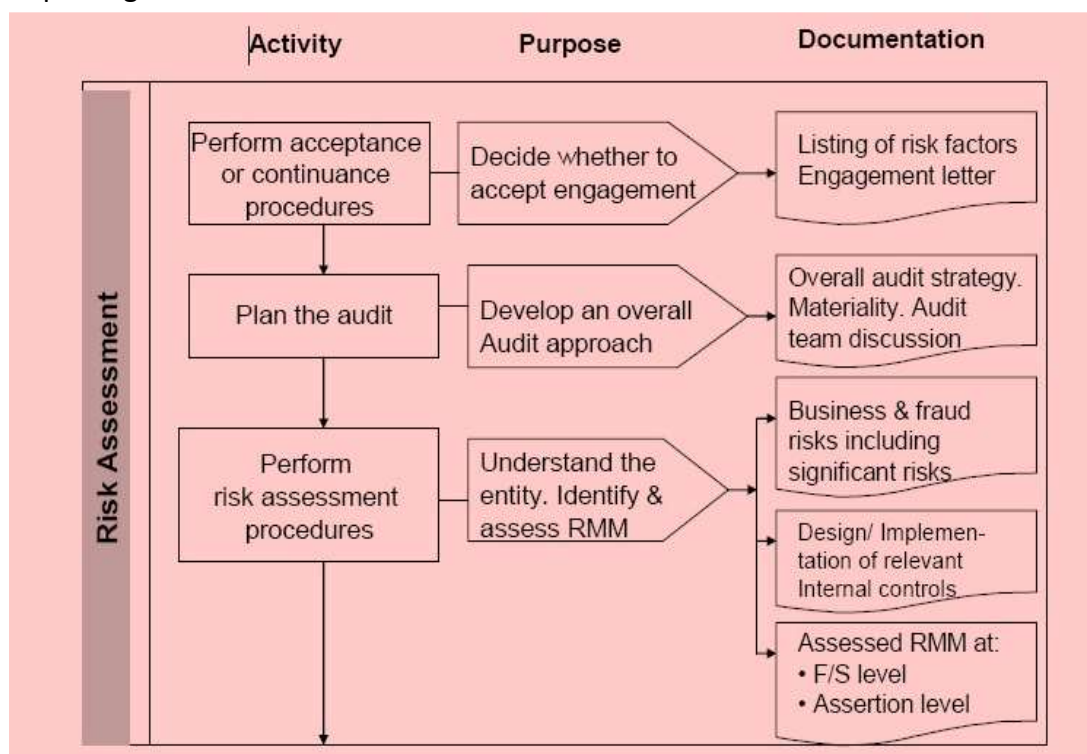 Activity
Purpose
Documentation
Risk Assessment
Perform acceptance
or continuance
procedures
Decide whether to
accept engagement
Listing of risk factors
Engagement letter
Plan the audit
Develop an overall
Audit approach
Overall audit strategy.
Materiality. Audit
team discussion
Perform
risk assessment
procedures
Understand the
entity. Identify &
assess RMM
Business & fraud
risks including
significant risks
Design/ Implemen-
tation of relevant
Internal controls
Assessed RMM at:
• F/S level
• Assertion level